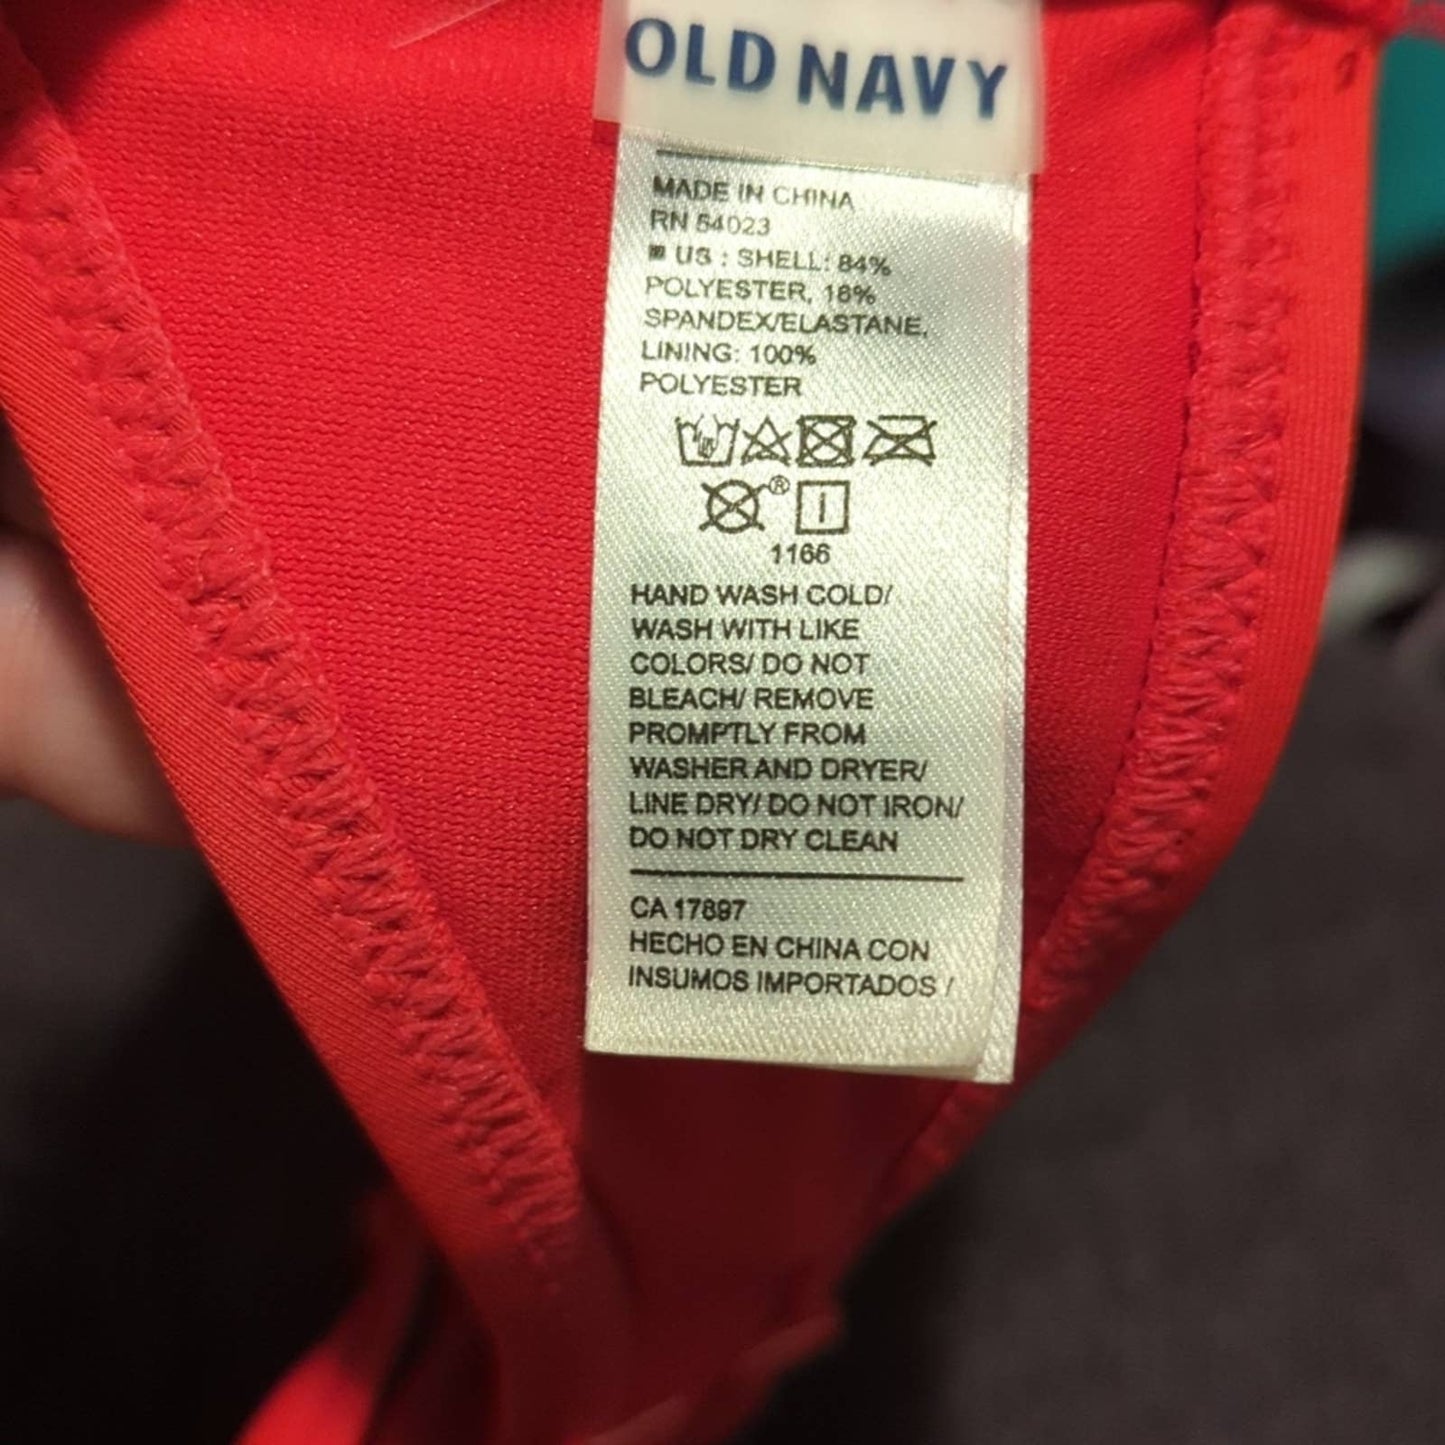 OLD NAVY
MADE IN CHINA
RN 54023
US : SHELL: 84%
POLYESTER, 16%
SPANDEX/ELASTANE,
LINING: 100%
POLYESTER
®
1166
HAND WASH COLD/
WASH WITH LIKE
COLORS/ DO NOT
BLEACH/ REMOVE
PROMPTLY FROM
WASHER AND DRYER/
LINE DRY/ DO NOT IRON/
DO NOT DRY CLEAN
CA 17897
HECHO EN CHINA CON
INSUMOS IMPORTADOS /